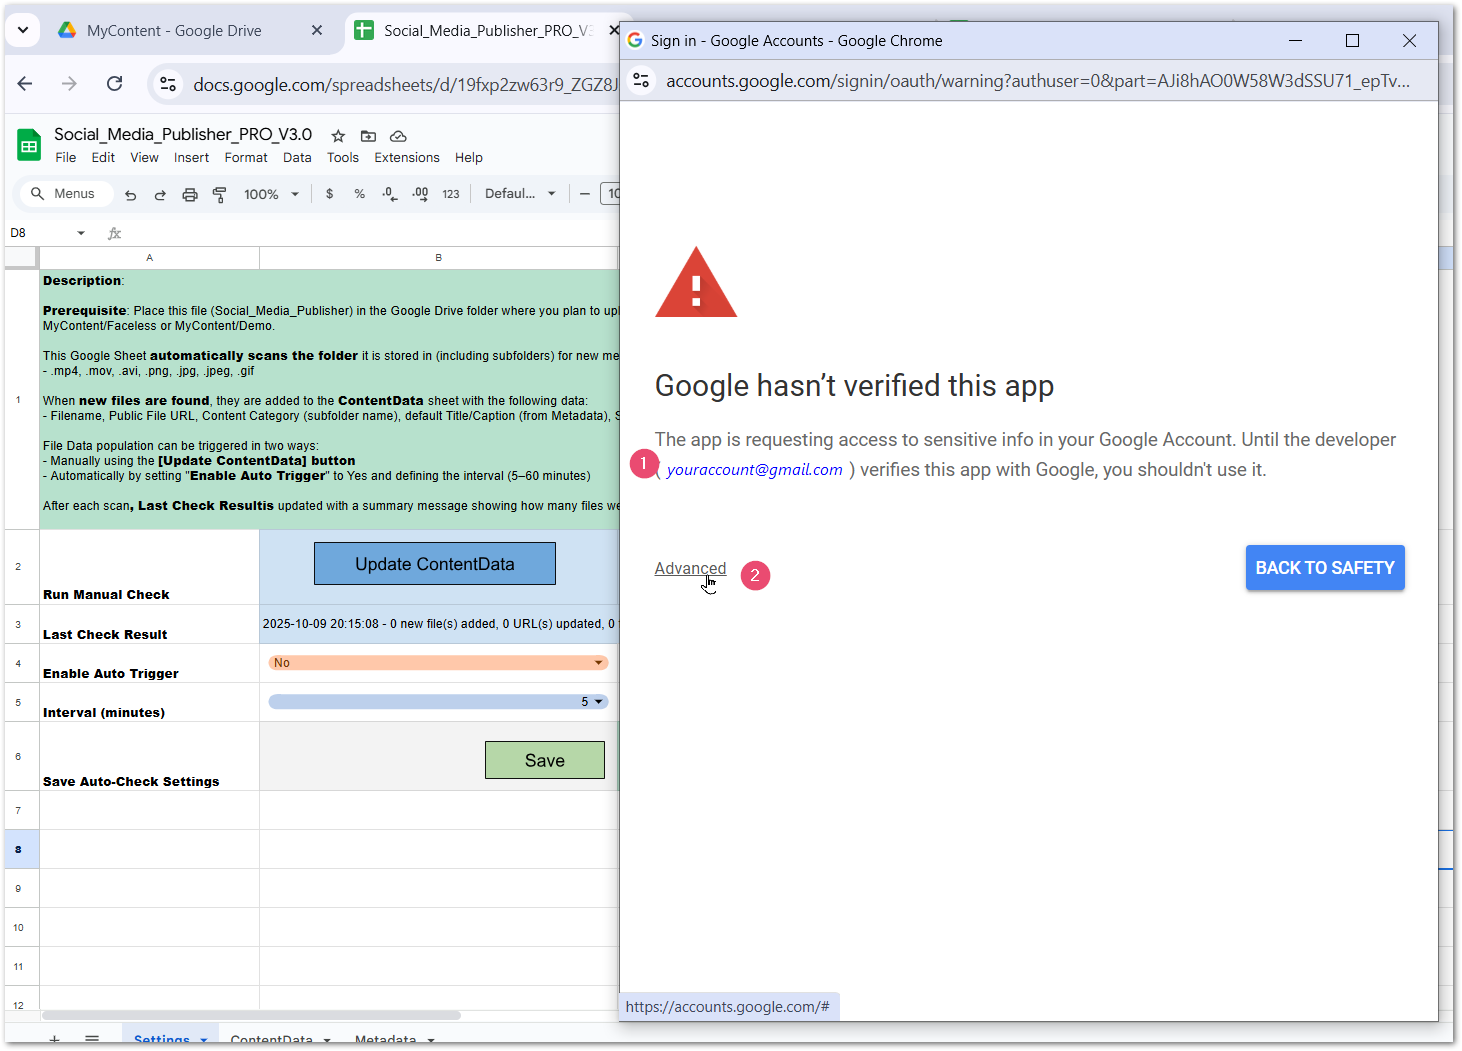 MyContent - Google Drive
Social_Media_Publisher_PRO_V3
docs.google.com/spreadsheets/d/19fxp2zw63r9_ZGZ8J
Social_Media_Publisher_PRO_V3.0
File Edit View Insert Format Data Tools Extensions Help
Menus 100% $ % .0 .00 123 Defaul... 10
D8 fx
A B
1
Description:
Prerequisite: Place this file (Social_Media_Publisher) in the Google Drive folder where you plan to upl
MyContent/Faceless or MyContent/Demo.
This Google Sheet automatically scans the folder it is stored in (including subfolders) for new me
- .mp4, .mov, .avi, .png, .jpg, .jpeg, .gif
When new files are found, they are added to the ContentData sheet with the following data:
- Filename, Public File URL, Content Category (subfolder name), default Title/Caption (from Metadata), S
File Data population can be triggered in two ways:
- Manually using the [Update ContentData] button
- Automatically by setting "Enable Auto Trigger" to Yes and defining the interval (5–60 minutes)
After each scan, Last Check Resultis updated with a summary message showing how many files we
2 Run Manual Check Update ContentData
3 Last Check Result 2025-10-09 20:15:08 - 0 new file(s) added, 0 URL(s) updated, 0
4 Enable Auto Trigger No
5 Interval (minutes) 5
6 Save Auto-Check Settings Save
7
8
9
10
11
12
+ Settings ContentData Metadata
Sign in - Google Accounts - Google Chrome
accounts.google.com/signin/oauth/warning?authuser=0&part=AJi8hAO0W58W3dSSU71_epTv...
!
Google hasn’t verified this app
The app is requesting access to sensitive info in your Google Account. Until the developer
1 ( youraccount@gmail.com ) verifies this app with Google, you shouldn't use it.
Advanced 2 BACK TO SAFETY
https://accounts.google.com/#